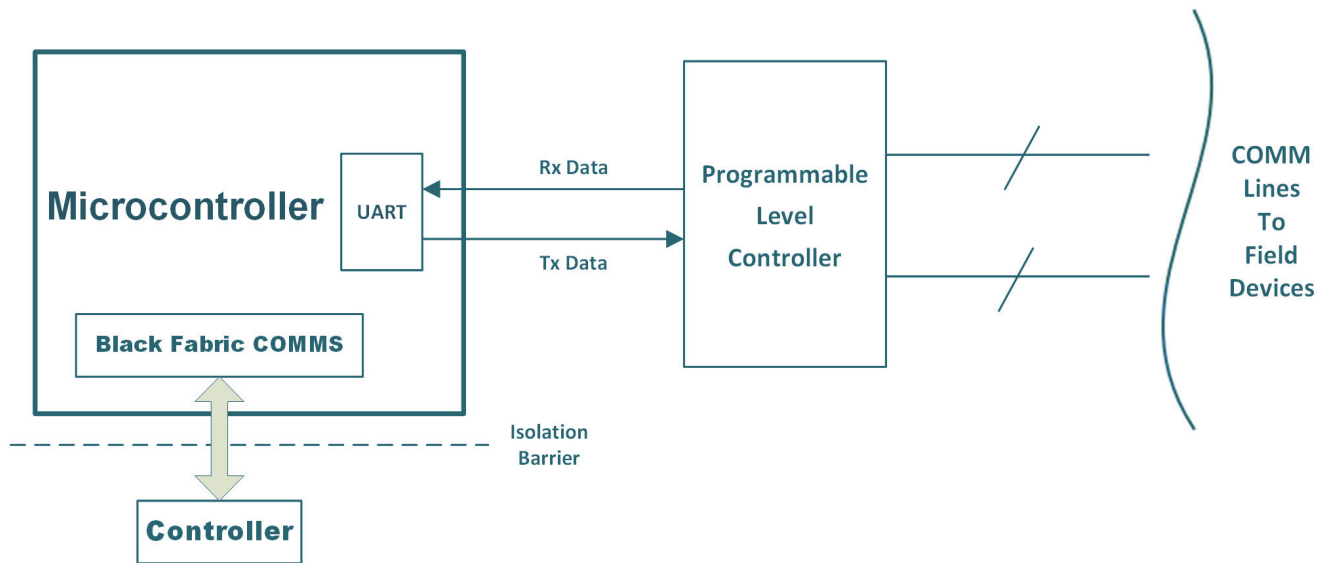 Microcontroller
UART
Rx Data
Tx Data
Programmable
Level
Controller
COMM
Lines
To
Field
Devices
Black Fabric COMMS
Isolation
Barrier
Controller